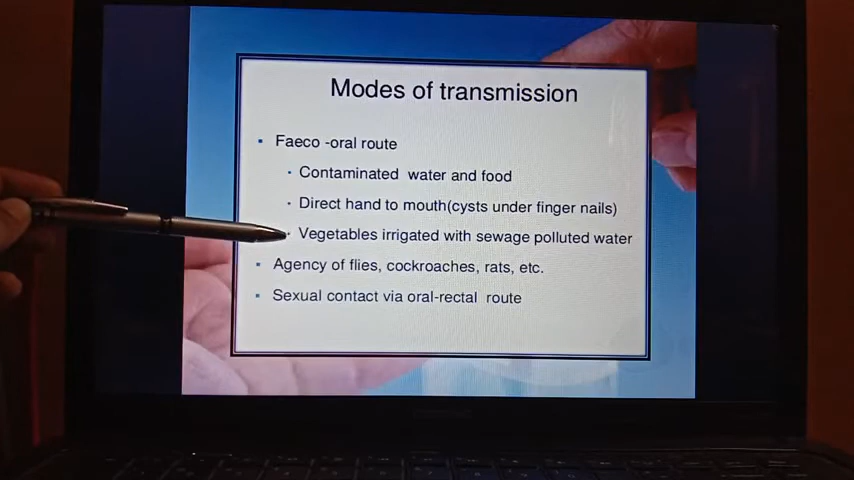 Modes of transmission
Faeco -oral route
Contaminated water and food
Direct hand to mouth(cysts under finger nails)
Vegetables irrigated with sewage polluted water
Agency of flies, cockroaches, rats, etc.
Sexual contact via oral-rectal route